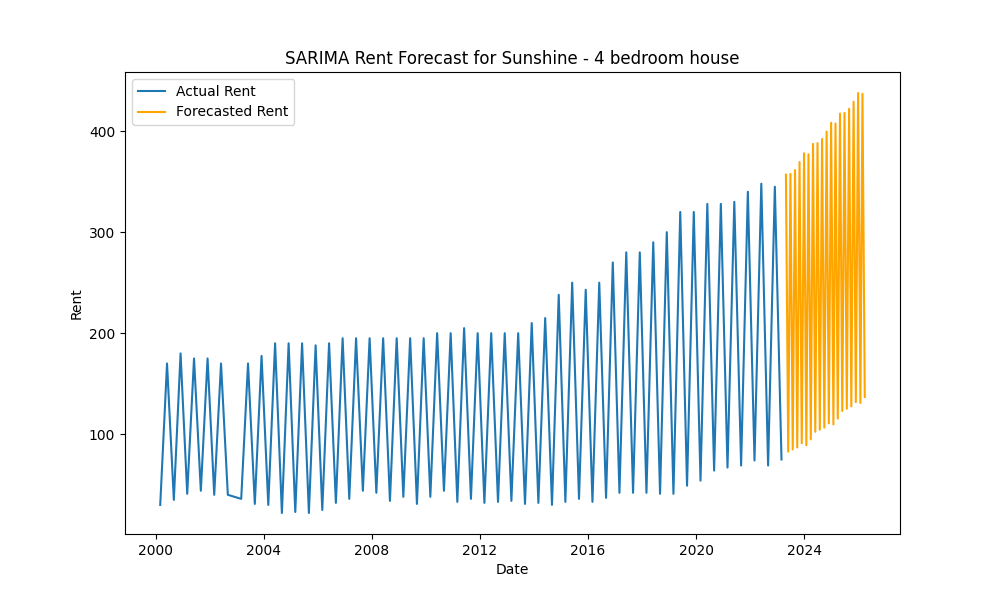 SARIMA Rent Forecast for Sunshine - 4 bedroom house
Actual Rent
Forecasted Rent
400
300
200
100
Rent
2000 2004 2008 2012 2016 2020 2024
Date